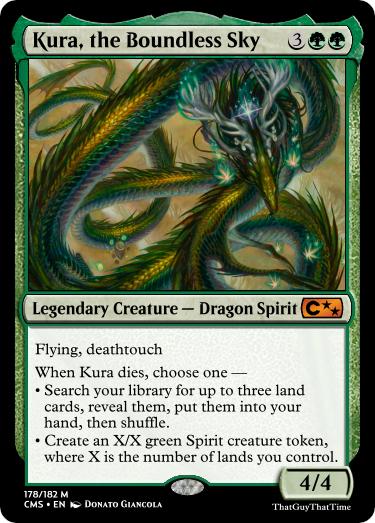 Kura, the Boundless Sky 3
Legendary Creature — Dragon Spirit C
Flying, deathtouch
When Kura dies, choose one —
• Search your library for up to three land
cards, reveal them, put them into your
hand, then shuffle.
• Create an X/X green Spirit creature token,
where X is the number of lands you control.
4/4
178/182 M
CMS • EN Donato Giancola
ThatGuyThatTime